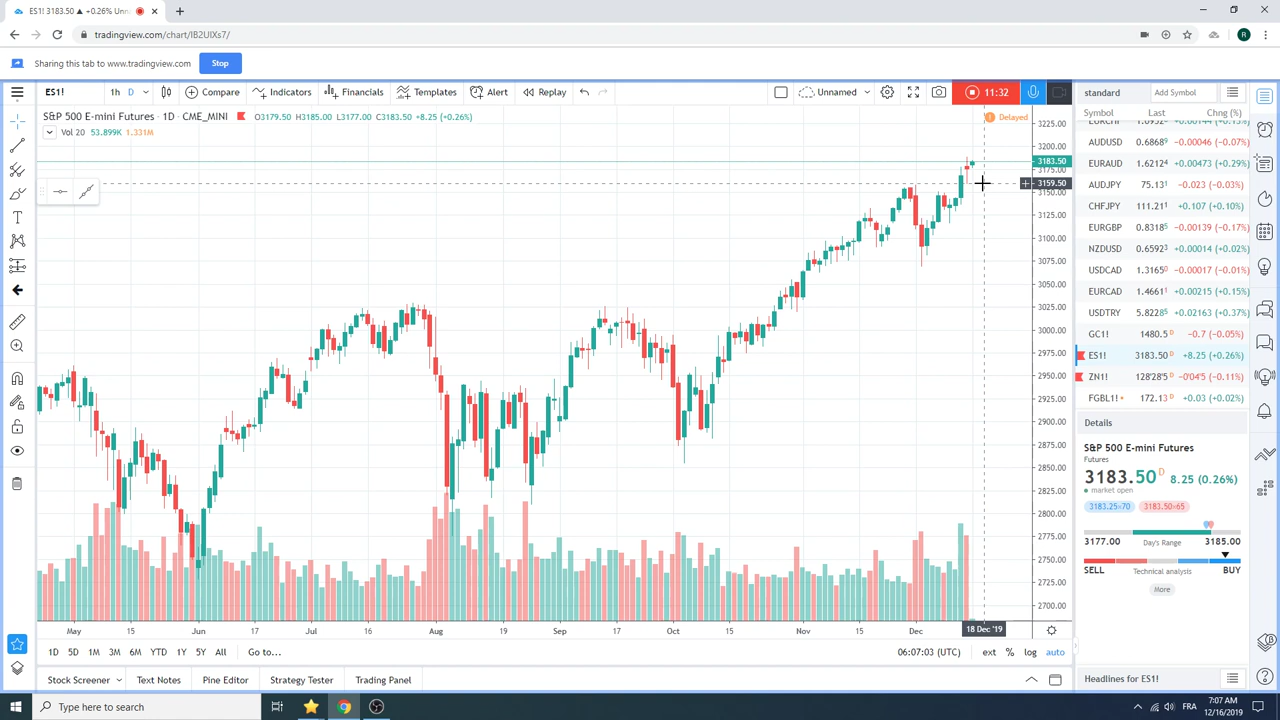 ES1! 3183.50 ▲ +0.26% Unn
tradingview.com/chart/IB2UIXs7/
R
Sharing this tab to www.tradingview.com
Stop
ES1!
1h D
Compare
Indicators
Financials
Templates
Alert
Replay
Unnamed
11:32
S&P 500 E-mini Futures · 1D · CME_MINI
O3179.50 H3185.00 L3177.00 C3183.50 +8.25 (+0.26%)
Delayed
Vol 20 53.899K 1.331M
3225.00
3200.00
3183.50
3175.00
3159.50
3150.00
3125.00
3100.00
3075.00
3050.00
3025.00
3000.00
2975.00
2950.00
2925.00
2900.00
2875.00
2850.00
2825.00
2800.00
2775.00
2750.00
2725.00
2700.00
May 15 Jun 17 Jul 16 Aug 19 Sep 17 Oct 15 Nov 15 Dec 18 Dec '19
1D 5D 1M 3M 6M YTD 1Y 5Y All Go to...
06:07:03 (UTC) ext % log auto
Stock Screener Text Notes Pine Editor Strategy Tester Trading Panel
standard
Add Symbol
Symbol Last Chng (%)
AUDUSD 0.6868⁹ -0.00046 (-0.07%)
EURAUD 1.6212⁴ +0.00473 (+0.29%)
AUDJPY 75.13¹ -0.023 (-0.03%)
CHFJPY 111.21¹ +0.107 (+0.10%)
EURGBP 0.8318⁵ -0.00139 (-0.17%)
NZDUSD 0.6592³ +0.00014 (+0.02%)
USDCAD 1.3165ᴰ -0.00017 (-0.01%)
EURCAD 1.4661¹ +0.00215 (+0.15%)
USDTRY 5.8228⁵ +0.02163 (+0.37%)
GC1! 1480.5 ᴰ -0.7 (-0.05%)
ES1! 3183.50 ᴰ +8.25 (+0.26%)
ZN1! 128'28'5 ᴰ -0'04'5 (-0.11%)
FGBL1! 172.13 ᴰ +0.03 (+0.02%)
Details
S&P 500 E-mini Futures
Futures
3183.50 ᴰ 8.25 (0.26%)
market open
3183.25×70 3183.50×65
3177.00 Day's Range 3185.00
SELL Technical analysis BUY
More
Headlines for ES1!
Type here to search
FRA
7:07 AM
12/16/2019